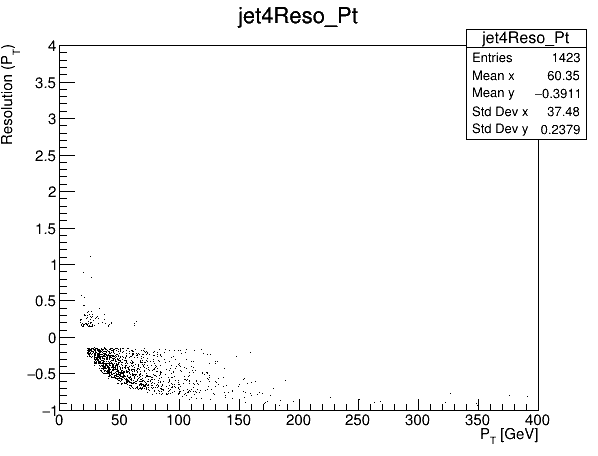 jet4Reso_Pt
jet4Reso_Pt
Entries 1423
Mean x 60.35
Mean y −0.3911
Std Dev x 37.48
Std Dev y 0.2379
Resolution (P_T)
4
3.5
3
2.5
2
1.5
1
0.5
0
−0.5
−1
0 50 100 150 200 250 300 350 400
P_T [GeV]